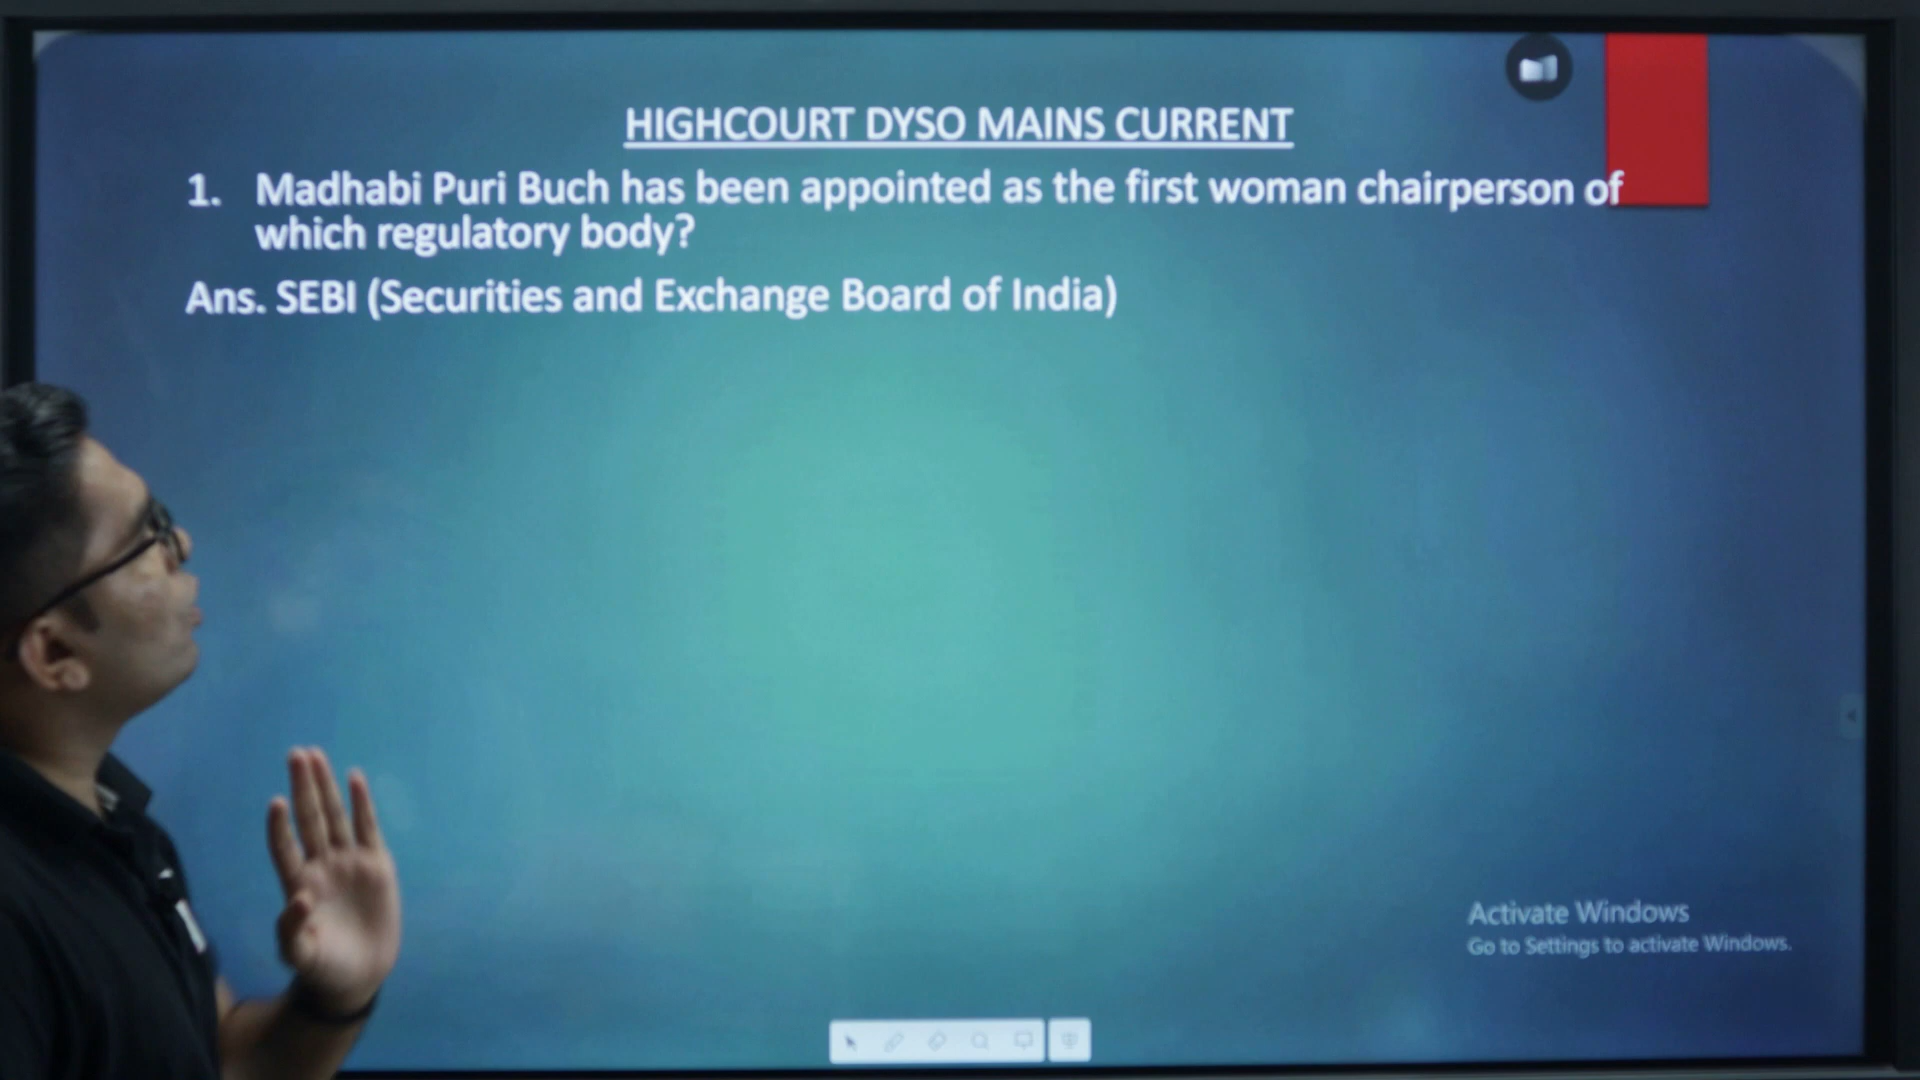 HIGHCOURT DYSO MAINS CURRENT
1. Madhabi Puri Buch has been appointed as the first woman chairperson of
which regulatory body?
Ans. SEBI (Securities and Exchange Board of India)
Activate Windows
Go to Settings to activate Windows.